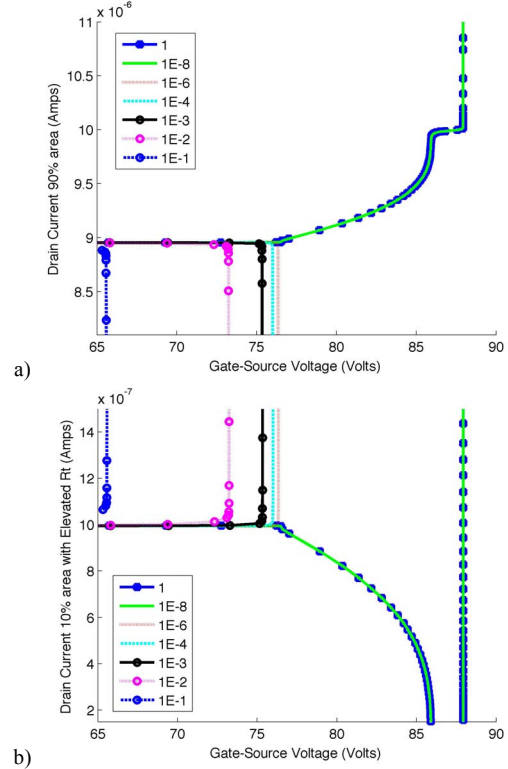 x 10^-6
11
10.5
10
9.5
9
8.5
65 70 75 80 85 90
Drain Current 90% area (Amps)
Gate-Source Voltage (Volts)
1
1E-8
1E-6
1E-4
1E-3
1E-2
1E-1
a)
x 10^-7
14
12
10
8
6
4
2
65 70 75 80 85 90
Drain Current 10% area with Elevated Rt (Amps)
Gate-Source Voltage (Volts)
1
1E-8
1E-6
1E-4
1E-3
1E-2
1E-1
b)